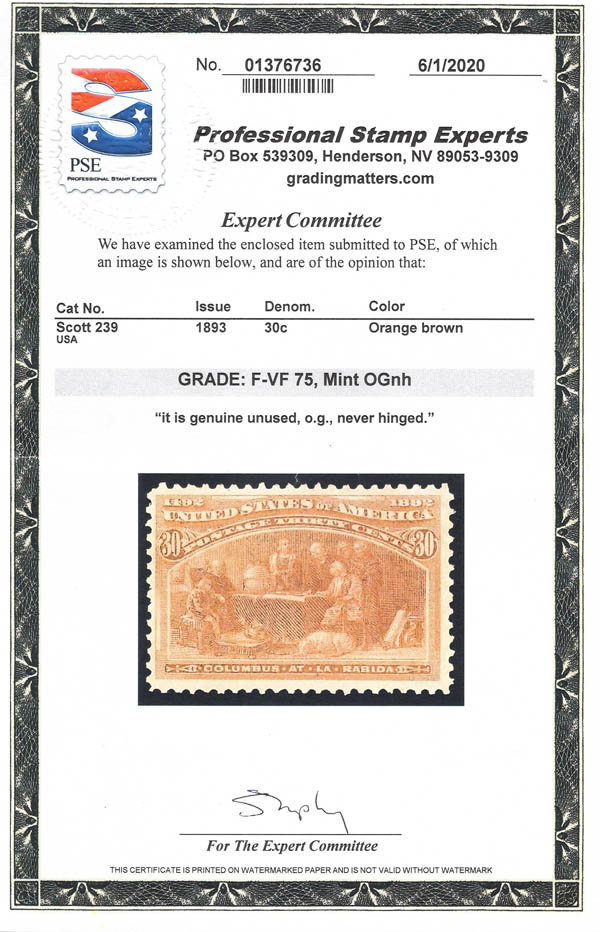 No. 01376736 6/1/2020
PSE
PROFESSIONAL STAMP EXPERTS
Professional Stamp Experts
PO Box 539309, Henderson, NV 89053-9309
gradingmatters.com
Expert Committee
We have examined the enclosed item submitted to PSE, of which
an image is shown below, and are of the opinion that:
Cat No. Issue Denom. Color
Scott 239 1893 30c Orange brown
USA
GRADE: F-VF 75, Mint OGnh
“it is genuine unused, o.g., never hinged.”
1492 1892
UNITED STATES OF AMERICA
POSTAGE THIRTY CENTS
30 30
COLUMBUS · AT · LA · RABIDA
For The Expert Committee
THIS CERTIFICATE IS PRINTED ON WATERMARKED PAPER AND IS NOT VALID WITHOUT WATERMARK